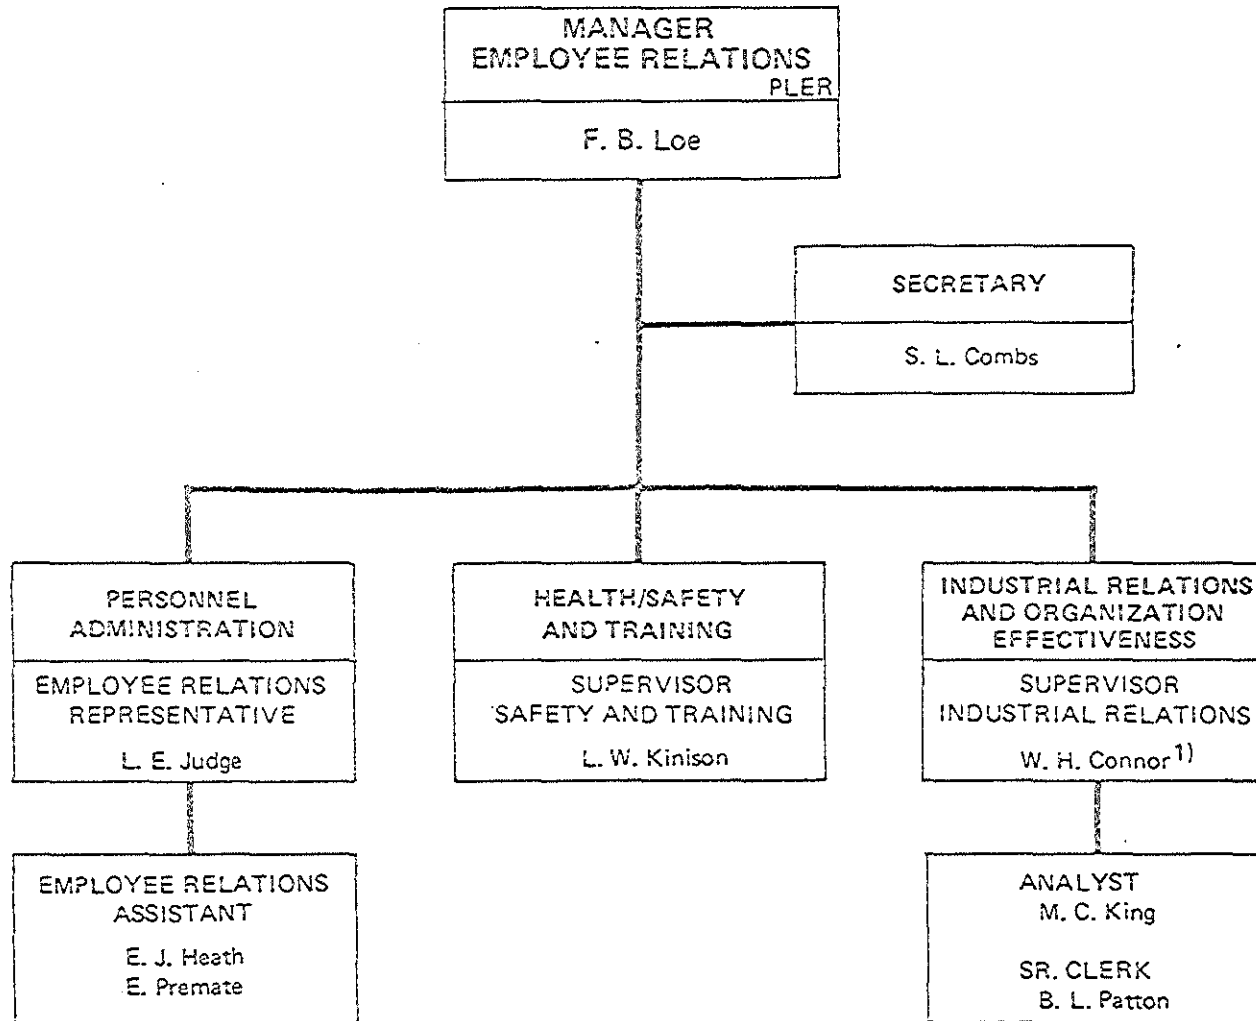 MANAGER
EMPLOYEE RELATIONS
PLER
F. B. Loe
SECRETARY
S. L. Combs
PERSONNEL
ADMINISTRATION
EMPLOYEE RELATIONS
REPRESENTATIVE
L. E. Judge
HEALTH/SAFETY
AND TRAINING
SUPERVISOR
SAFETY AND TRAINING
L. W. Kinison
INDUSTRIAL RELATIONS
AND ORGANIZATION
EFFECTIVENESS
SUPERVISOR
INDUSTRIAL RELATIONS
W. H. Connor 1)
EMPLOYEE RELATIONS
ASSISTANT
E. J. Heath
E. Premate
ANALYST
M. C. King
SR. CLERK
B. L. Patton